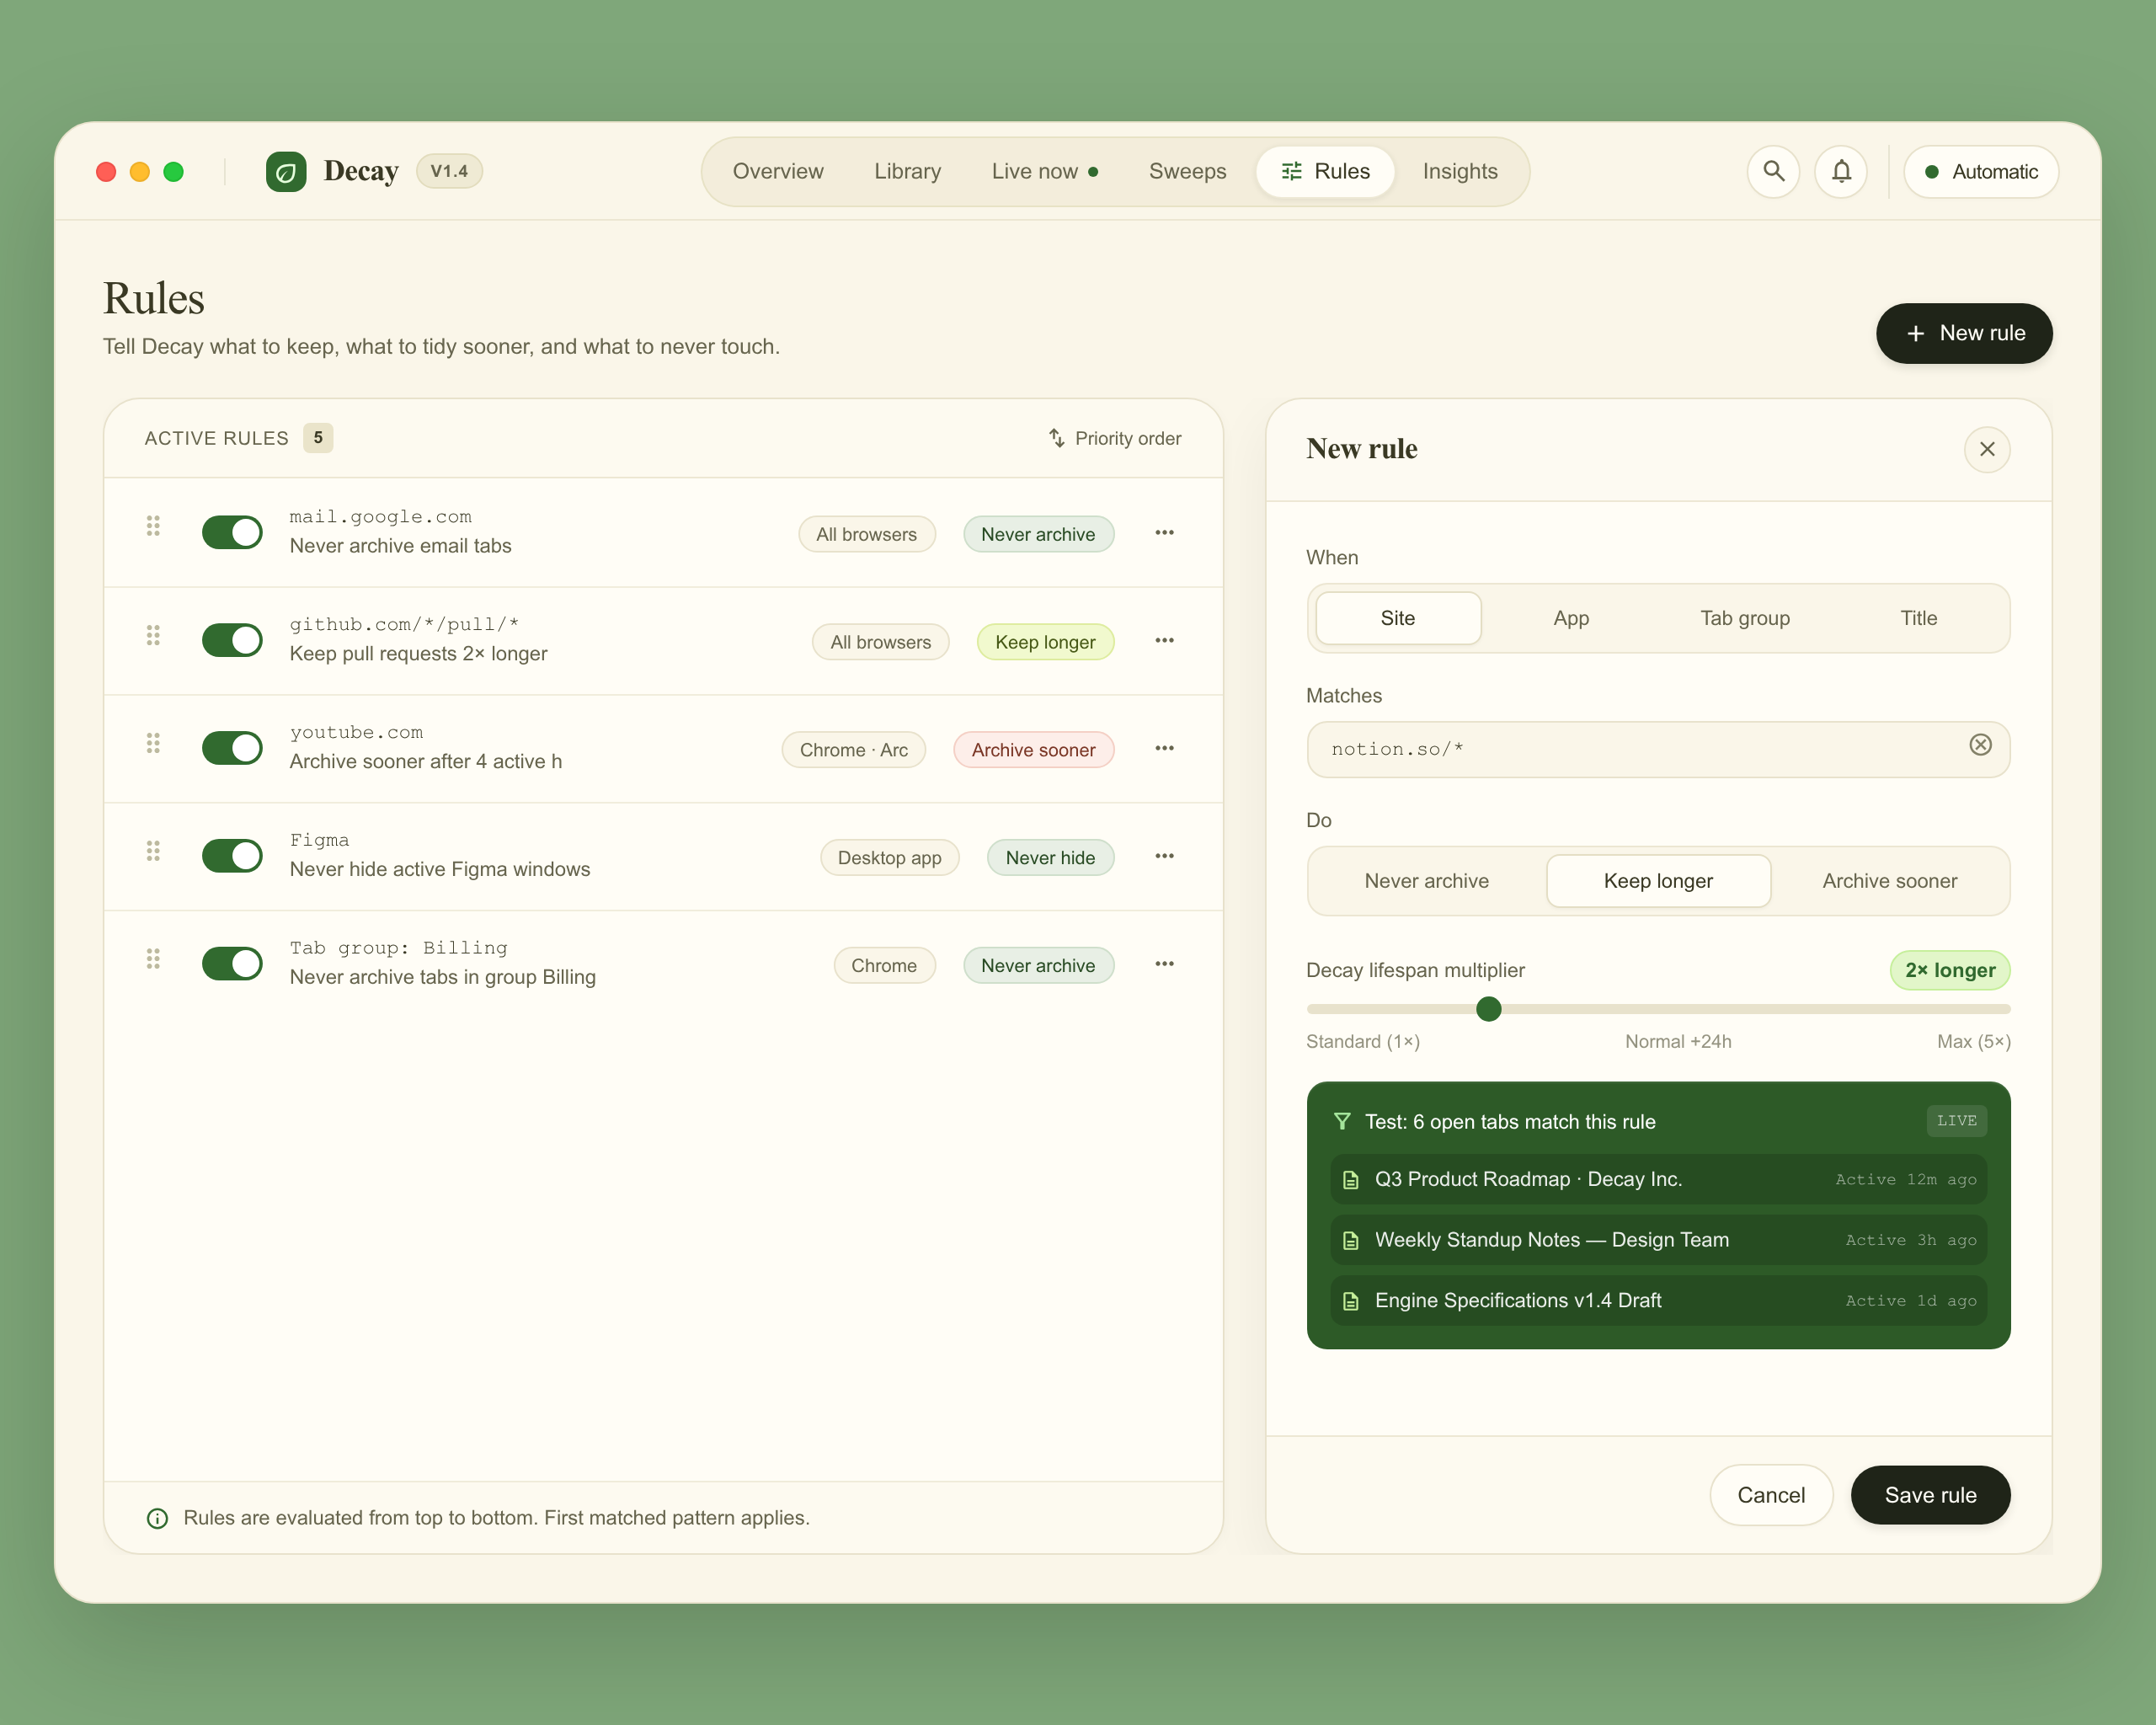 Decay V1.4 Overview Library Live now Sweeps Rules Insights Automatic
Rules
Tell Decay what to keep, what to tidy sooner, and what to never touch.
New rule
ACTIVE RULES 5 Priority order
mail.google.com
Never archive email tabs
All browsers Never archive
github.com/*/pull/*
Keep pull requests 2× longer
All browsers Keep longer
youtube.com
Archive sooner after 4 active h
Chrome · Arc Archive sooner
Figma
Never hide active Figma windows
Desktop app Never hide
Tab group: Billing
Never archive tabs in group Billing
Chrome Never archive
Rules are evaluated from top to bottom. First matched pattern applies.
New rule
When
Site App Tab group Title
Matches
notion.so/*
Do
Never archive Keep longer Archive sooner
Decay lifespan multiplier 2× longer
Standard (1×) Normal +24h Max (5×)
Test: 6 open tabs match this rule LIVE
Q3 Product Roadmap · Decay Inc. Active 12m ago
Weekly Standup Notes — Design Team Active 3h ago
Engine Specifications v1.4 Draft Active 1d ago
Cancel Save rule